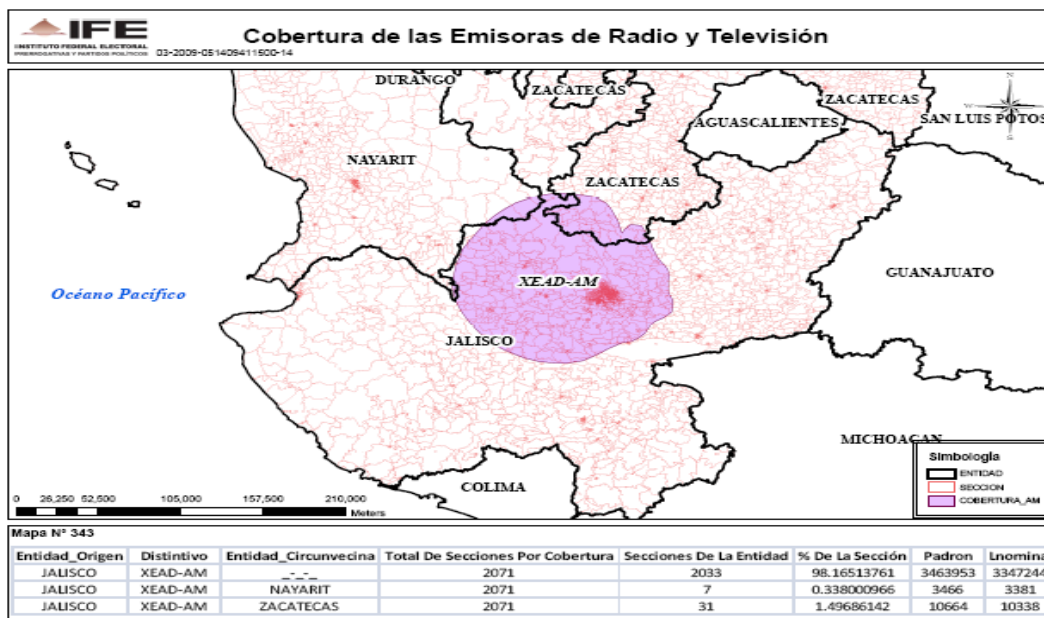 IFE
INSTITUTO FEDERAL ELECTORAL
PRERROGATIVAS Y PARTIDOS POLÍTICOS
03-2009-051409411500-14
Cobertura de las Emisoras de Radio y Televisión
DURANGO
ZACATECAS
ZACATECAS
N
W
E
S
AGUASCALIENTES
SAN LUIS POTOS
NAYARIT
ZACATECAS
GUANAJUATO
XEAD-AM
Océano Pacífico
JALISCO
MICHOACAN
COLIMA
Simbología
ENTIDAD
SECCION
COBERTURA_AM
0 26,250 52,500 105,000 157,500 210,000
Meters
Mapa N° 343
Entidad_Origen Distintivo Entidad_Circunvecina Total De Secciones Por Cobertura Secciones De La Entidad % De La Sección Padron Lnomina
JALISCO XEAD-AM _-_-_ 2071 2033 98.16513761 3463953 3347244
JALISCO XEAD-AM NAYARIT 2071 7 0.338000966 3466 3381
JALISCO XEAD-AM ZACATECAS 2071 31 1.49686142 10664 10338